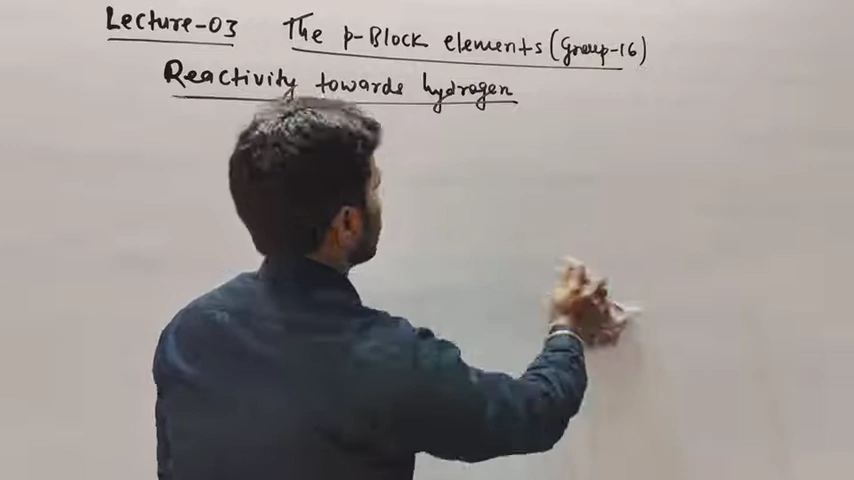 Lecture-03 The p-Block elements (Group-16)
Reactivity towards hydrogen